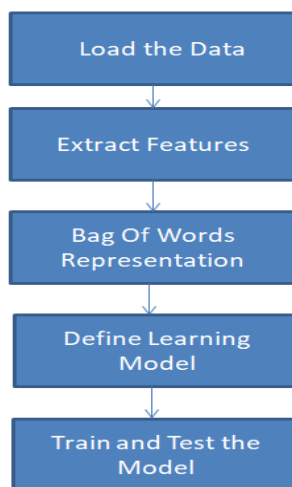 Load the Data
Extract Features
Bag Of Words
Representation
Define Learning
Model
Train and Test the
Model